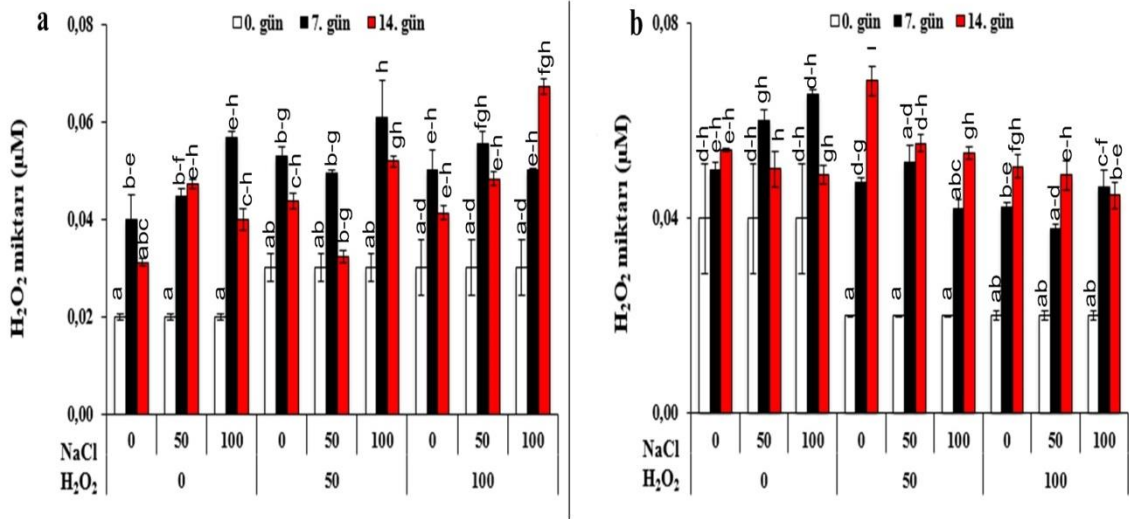 a
0. gün 7. gün 14. gün
H₂O₂ miktarı (µM)
0,08
0,06
0,04
0,02
0,00
a b-e abc a b-f e-h a e-h c-h ab b-g c-h ab b-g b-g ab h gh a-d e-h e-h a-d fgh e-h a-d e-h fgh
NaCl 0 50 100 0 50 100 0 50 100
H₂O₂ 0 50 100
b
0. gün 7. gün 14. gün
H₂O₂ miktarı (µM)
0,08
0,04
0,00
d-h e-h e-h d-h gh h d-h d-h gh a d-g ı a a-d d-h a abc gh ab b-e fgh ab a-d e-h ab c-f b-e
NaCl 0 50 100 0 50 100 0 50 100
H₂O₂ 0 50 100